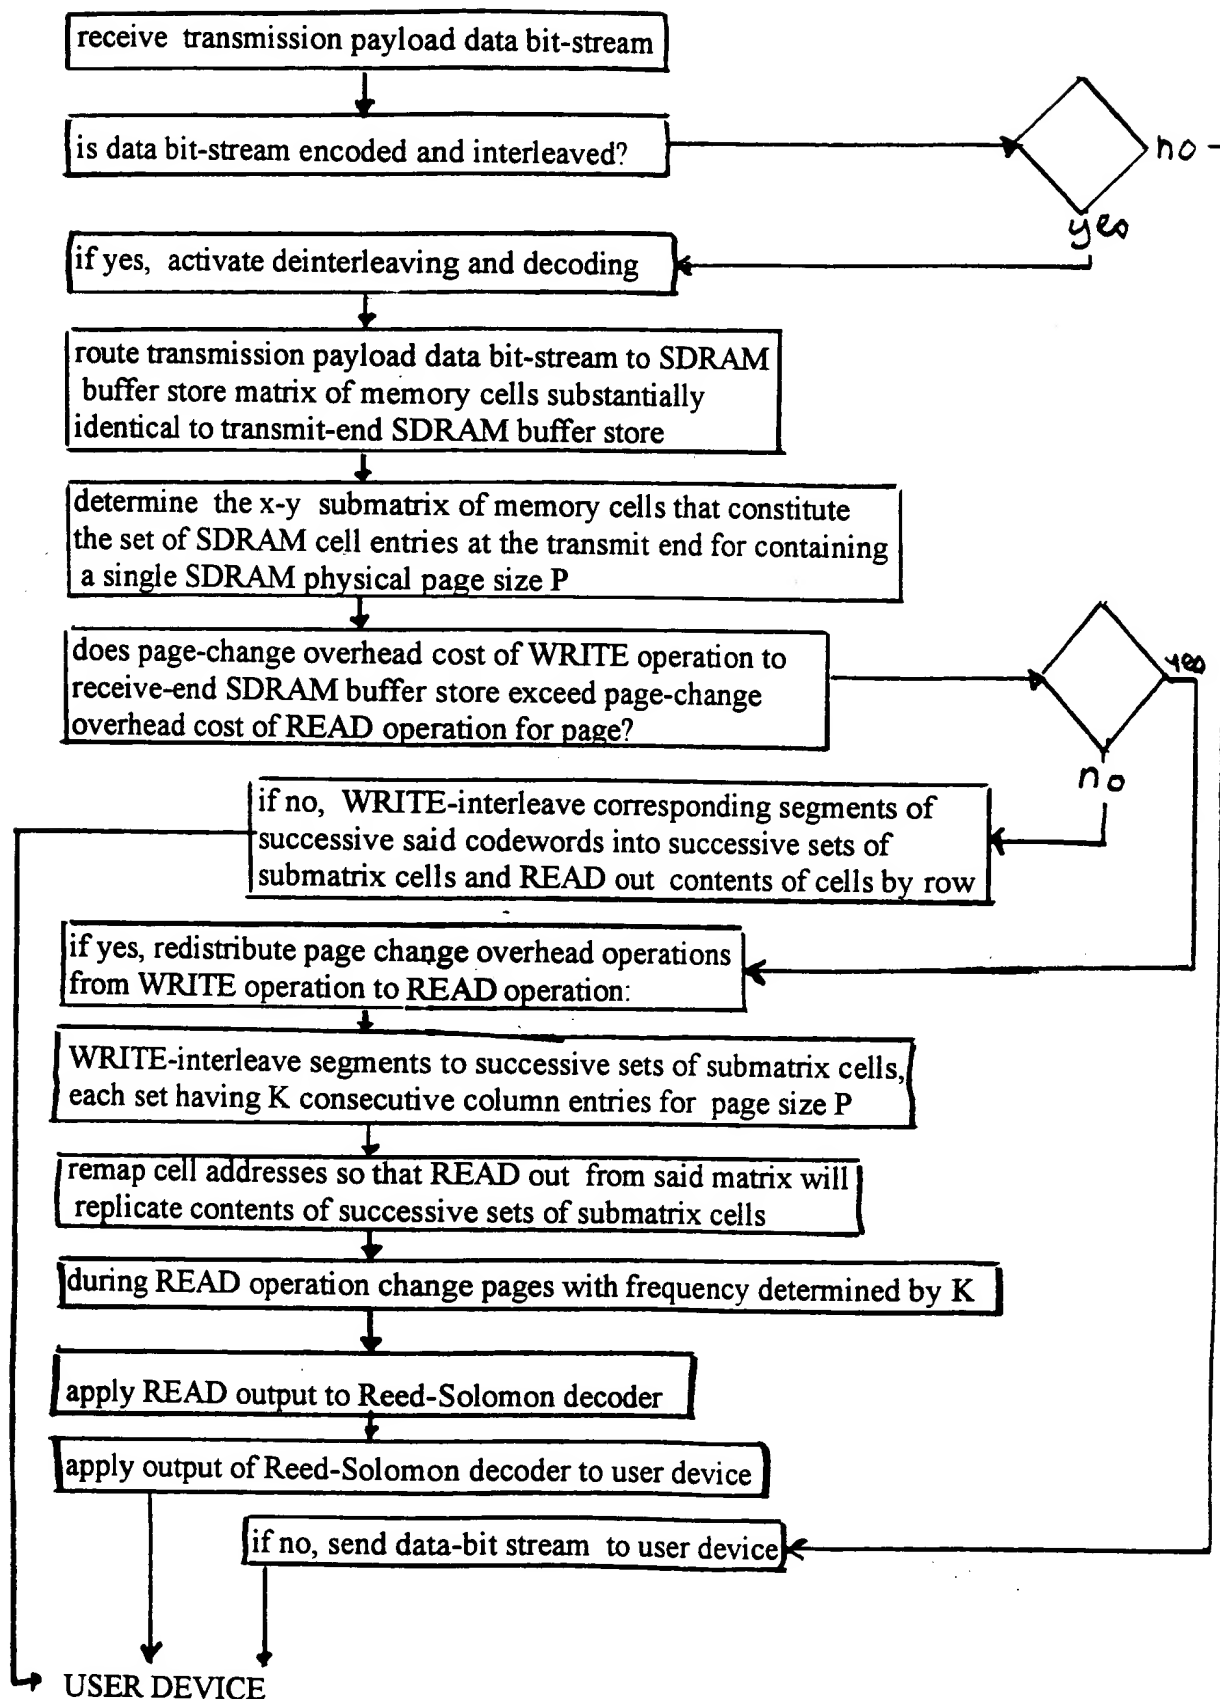 receive transmission payload data bit-stream
is data bit-stream encoded and interleaved?
no
yes
if yes, activate deinterleaving and decoding
route transmission payload data bit-stream to SDRAM
buffer store matrix of memory cells substantially
identical to transmit-end SDRAM buffer store
determine the x-y submatrix of memory cells that constitute
the set of SDRAM cell entries at the transmit end for containing
a single SDRAM physical page size P
does page-change overhead cost of WRITE operation to
receive-end SDRAM buffer store exceed page-change
overhead cost of READ operation for page?
yes
no
if no, WRITE-interleave corresponding segments of
successive said codewords into successive sets of
submatrix cells and READ out contents of cells by row
if yes, redistribute page change overhead operations
from WRITE operation to READ operation:
WRITE-interleave segments to successive sets of submatrix cells,
each set having K consecutive column entries for page size P
remap cell addresses so that READ out from said matrix will
replicate contents of successive sets of submatrix cells
during READ operation change pages with frequency determined by K
apply READ output to Reed-Solomon decoder
apply output of Reed-Solomon decoder to user device
if no, send data-bit stream to user device
USER DEVICE